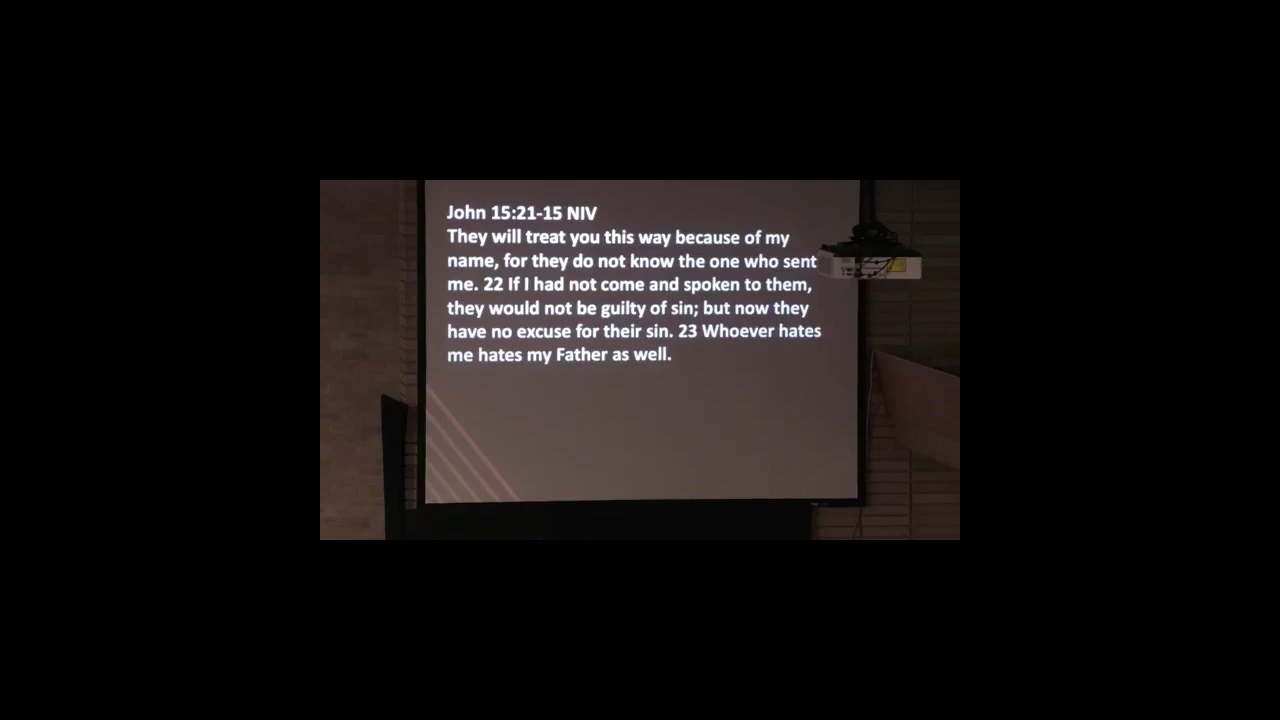 John 15:21-15 NIV
They will treat you this way because of my
name, for they do not know the one who sent
me. 22 If I had not come and spoken to them,
they would not be guilty of sin; but now they
have no excuse for their sin. 23 Whoever hates
me hates my Father as well.